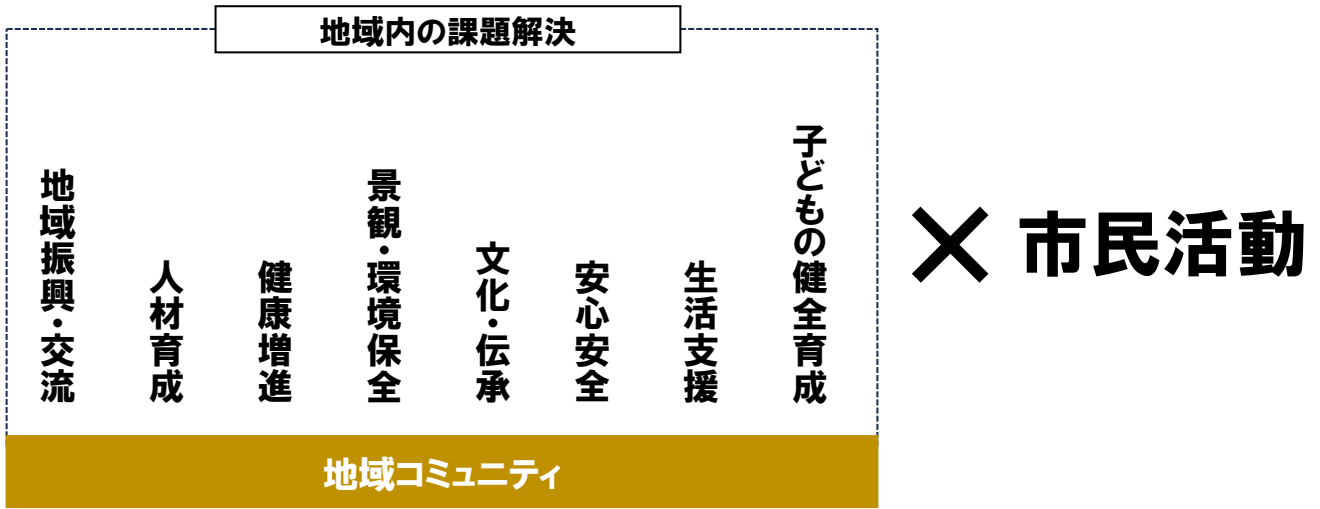 地域内の課題解決
地域振興・交流
人材育成
健康増進
景観・環境保全
文化・伝承
安心安全
生活支援
子どもの健全育成
地域コミュニティ
× 市民活動